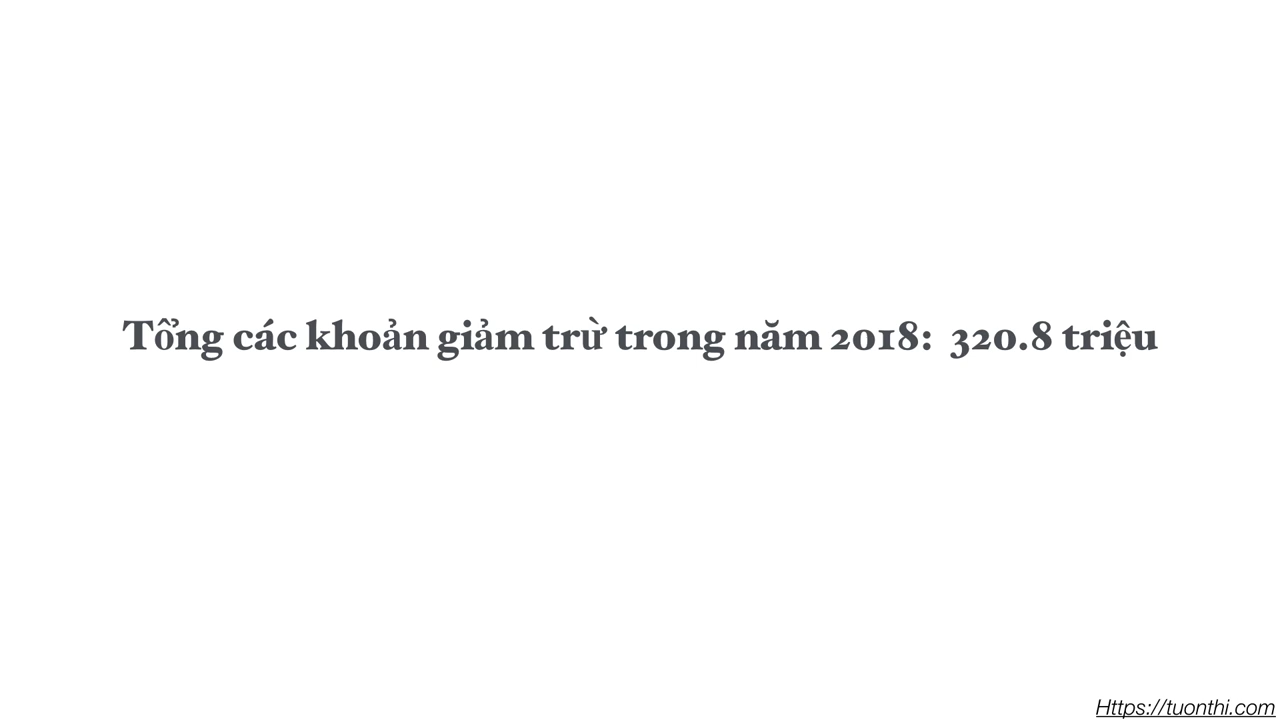 Tổng các khoản giảm trừ trong năm 2018:  320.8 triệu
Https://tuonthi.com